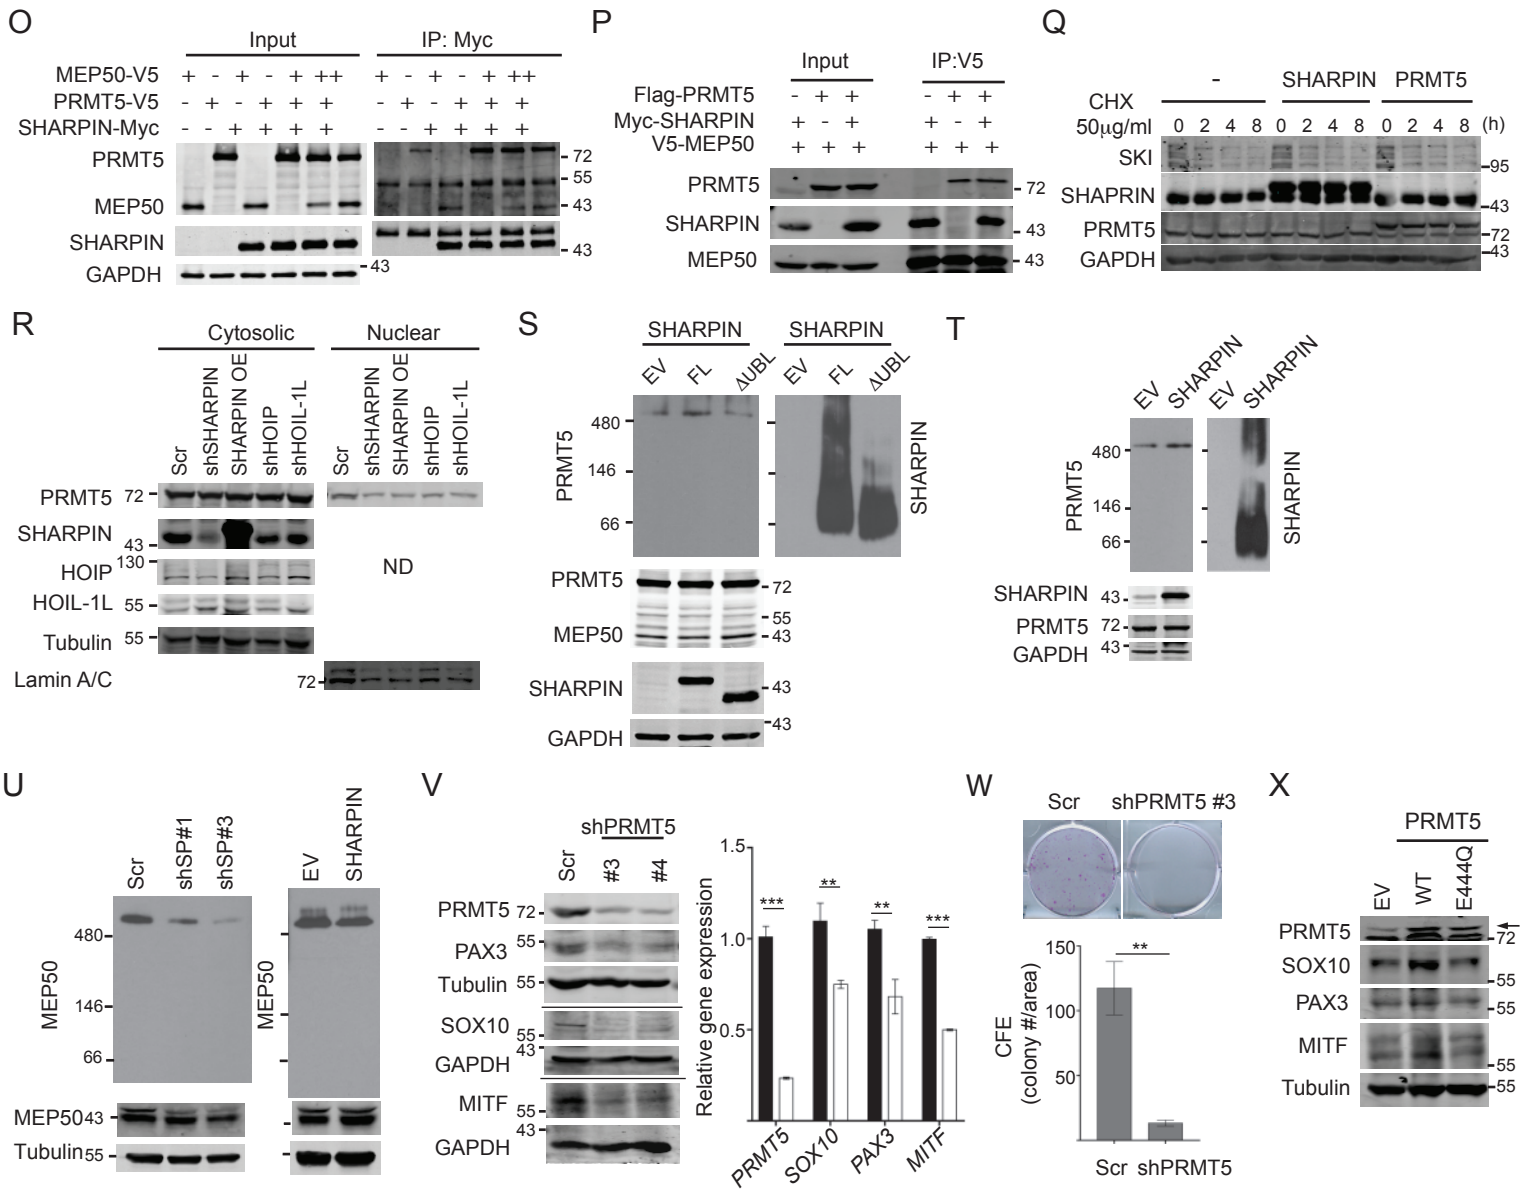 O
Input IP: Myc
MEP50-V5 + - + - + ++ + - + - + ++
PRMT5-V5 - + - + + + - + - + + +
SHARPIN-Myc - - + + + + - - + + + +
PRMT5 72
55
MEP50 43
SHARPIN 43
GAPDH 43
P
Input IP:V5
Flag-PRMT5 - + + - + +
Myc-SHARPIN + - + + - +
V5-MEP50 + + + + + +
PRMT5 72
SHARPIN 43
MEP50 43
Q
- SHARPIN PRMT5
CHX
50µg/ml 0 2 4 8 0 2 4 8 0 2 4 8 (h)
SKI 95
SHAPRIN 43
PRMT5 72
GAPDH 43
R
Cytosolic Nuclear
Scr shSHARPIN SHARPIN OE shHOIP shHOIL-1L Scr shSHARPIN SHARPIN OE shHOIP shHOIL-1L
PRMT5 72
SHARPIN 43
HOIP 130
ND
HOIL-1L 55
Tubulin 55
Lamin A/C 72
S
SHARPIN SHARPIN
EV FL ΔUBL EV FL ΔUBL
480
146
66
PRMT5 SHARPIN
PRMT5 72
55
MEP50 43
SHARPIN 43
GAPDH 43
T
EV SHARPIN EV SHARPIN
480
146
66
PRMT5 SHARPIN
SHARPIN 43
PRMT5 72
GAPDH 43
U
Scr shSP#1 shSP#3 EV SHARPIN
480
146
66
MEP50 MEP50
MEP50 43
Tubulin 55
V
shPRMT5
Scr #3 #4
PRMT5 72
PAX3 55
Tubulin 55
SOX10 55
GAPDH 43
MITF 55
GAPDH 43
Relative gene expression
1.5
1.0
0.5
*** ** ** ***
PRMT5 SOX10 PAX3 MITF
W
Scr shPRMT5 #3
CFE
(colony #/area)
150
100
50
**
Scr shPRMT5
X
PRMT5
EV WT E444Q
PRMT5 72
SOX10 55
PAX3 55
MITF 55
Tubulin 55